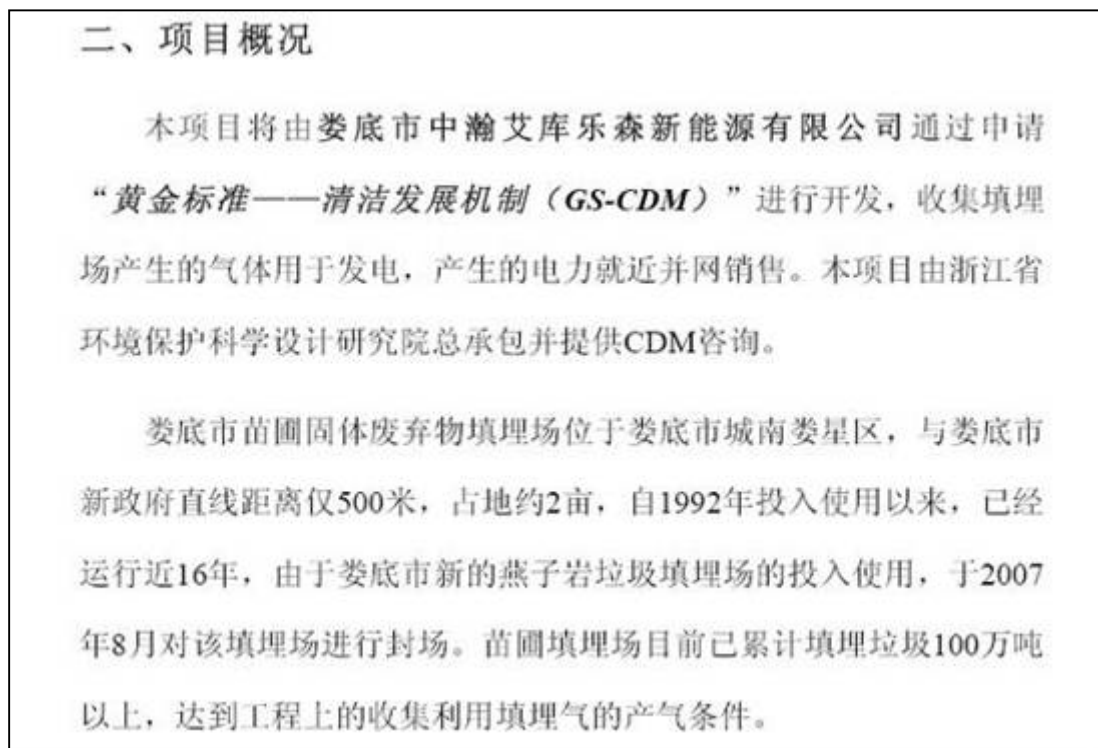 二、项目概况
本项目将由娄底市中瀚艾库乐森新能源有限公司通过申请
“黄金标准——清洁发展机制（GS-CDM）”进行开发，收集填埋
场产生的气体用于发电，产生的电力就近并网销售。本项目由浙江省
环境保护科学设计研究院总承包并提供CDM咨询。
娄底市苗圃固体废弃物填埋场位于娄底市城南娄星区，与娄底市
新政府直线距离仅500米，占地约2亩，自1992年投入使用以来，已经
运行近16年，由于娄底市新的燕子岩垃圾填埋场的投入使用，于2007
年8月对该填埋场进行封场。苗圃填埋场目前已累计填埋垃圾100万吨
以上，达到工程上的收集利用填埋气的产气条件。